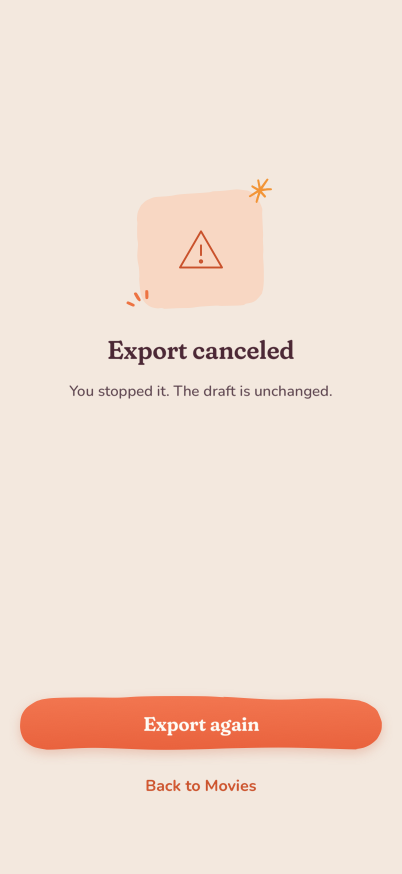 Export canceled
You stopped it. The draft is unchanged.
Export again
Back to Movies